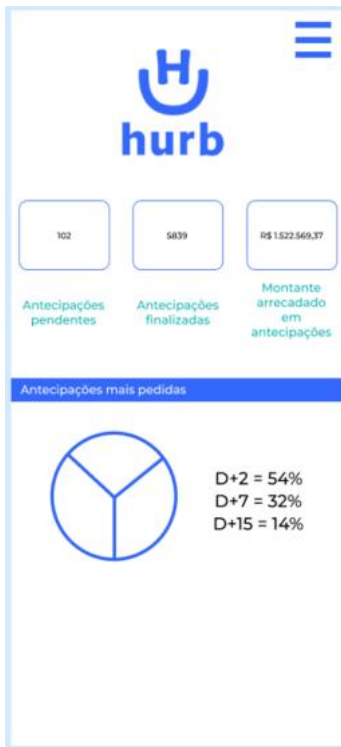 H
hurb
102
5839
R$ 1.522.569,37
Antecipações
pendentes
Antecipações
finalizadas
Montante
arrecadado
em
antecipações
Antecipações mais pedidas
D+2 = 54%
D+7 = 32%
D+15 = 14%